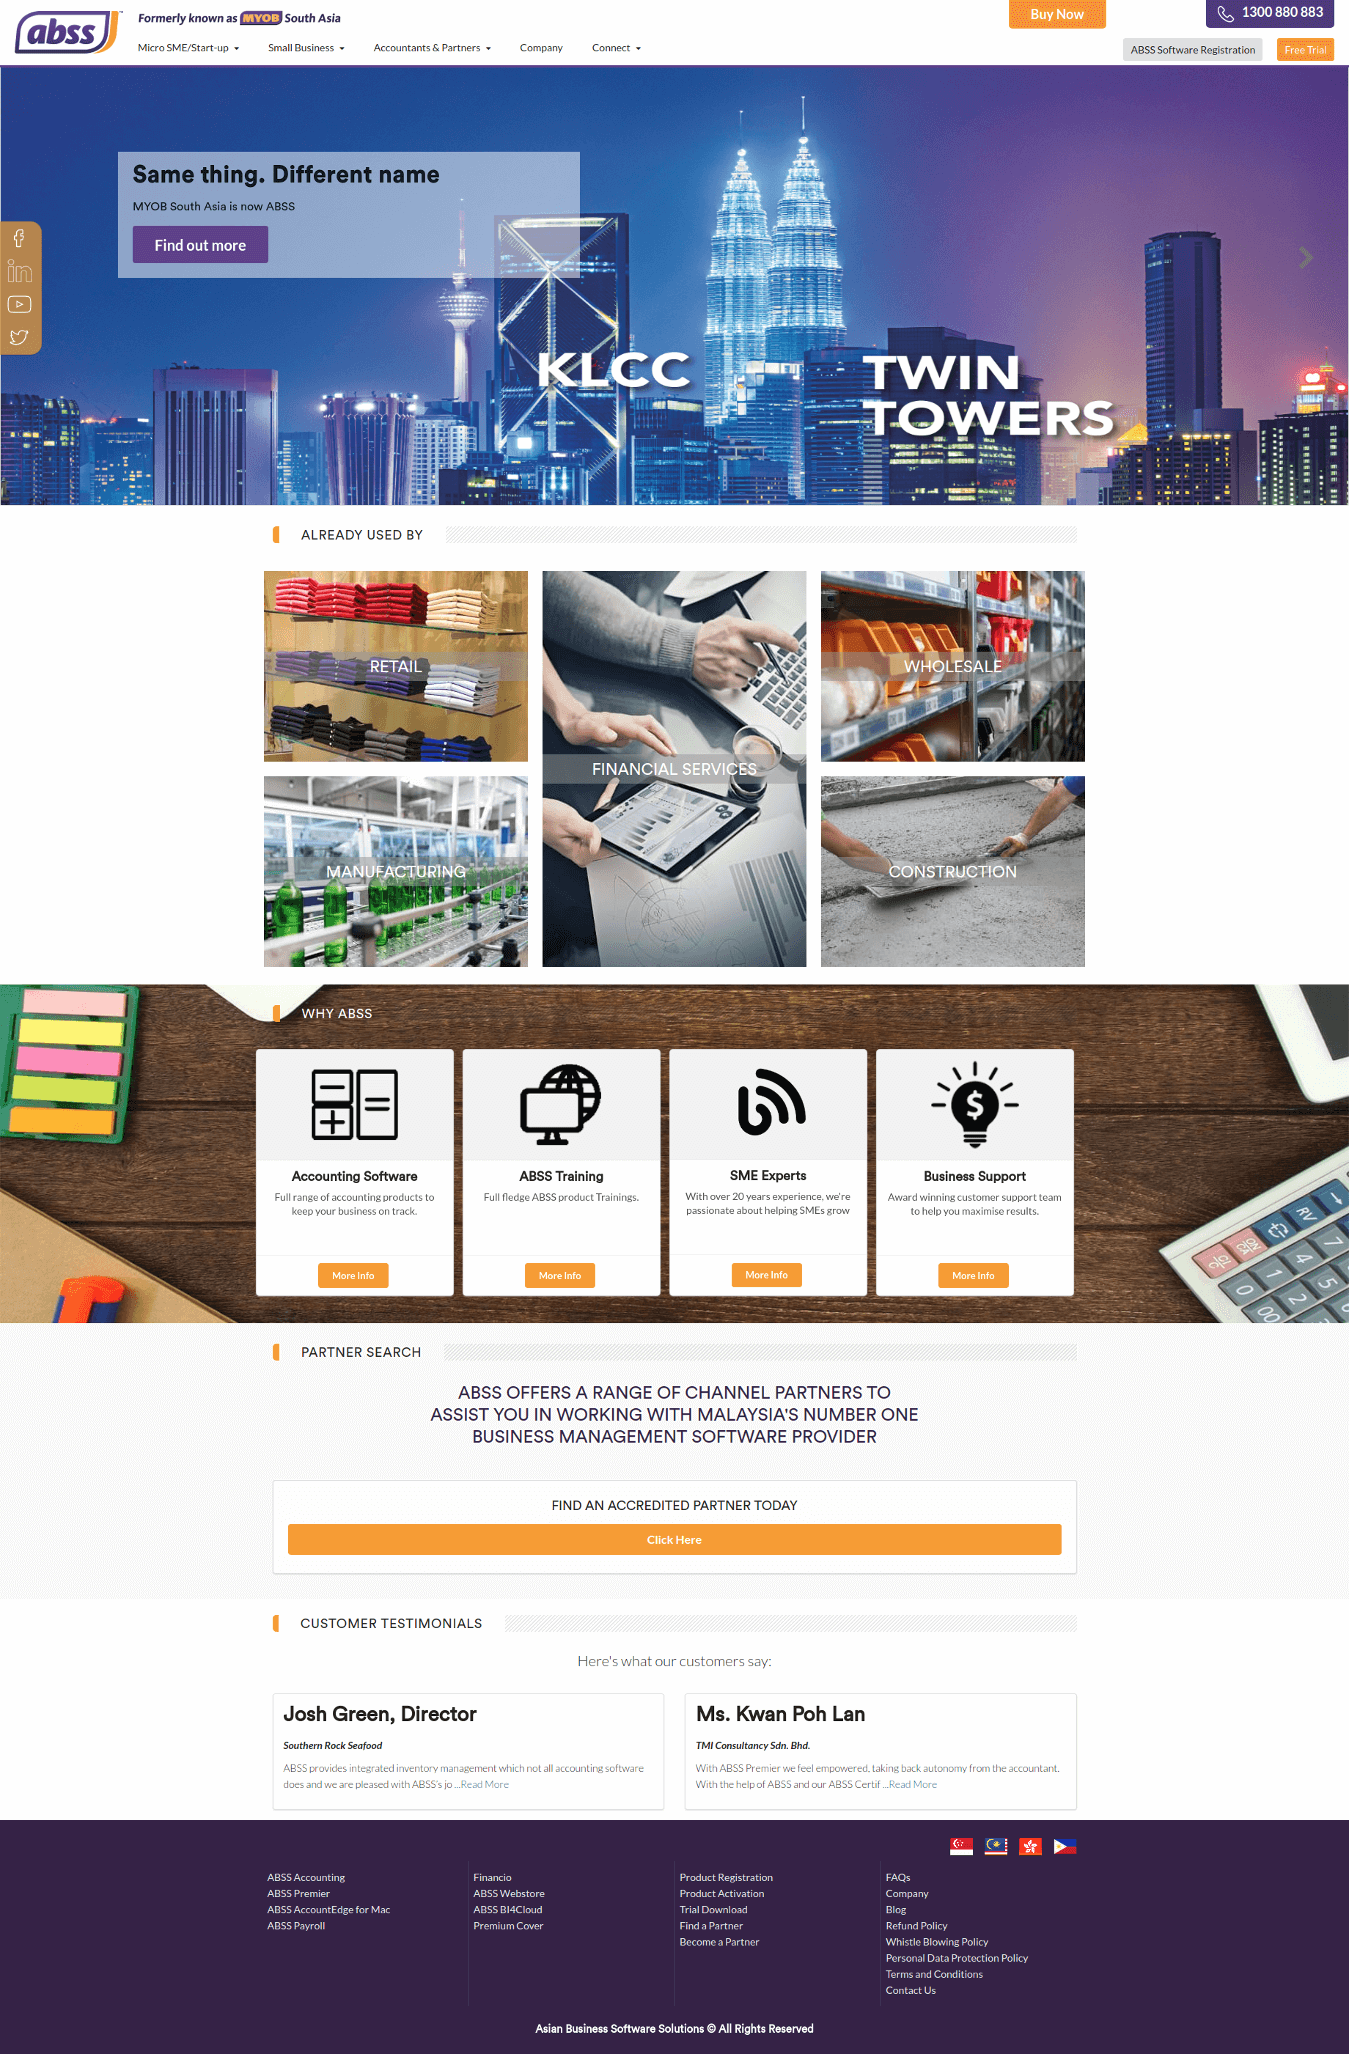 abss™
Formerly known as MYOB South Asia
Buy Now
1300 880 883
Micro SME/Start-up
Small Business
Accountants & Partners
Company
Connect
ABSS Software Registration
Free Trial
Same thing. Different name
MYOB South Asia is now ABSS
Find out more
KLCC
TWIN
TOWERS
ALREADY USED BY
RETAIL
FINANCIAL SERVICES
WHOLESALE
MANUFACTURING
CONSTRUCTION
WHY ABSS
Accounting Software
Full range of accounting products to
keep your business on track.
More Info
ABSS Training
Full fledge ABSS product Trainings.
More Info
SME Experts
With over 20 years experience, we're
passionate about helping SMEs grow
More Info
Business Support
Award winning customer support team
to help you maximise results.
More Info
PARTNER SEARCH
ABSS OFFERS A RANGE OF CHANNEL PARTNERS TO
ASSIST YOU IN WORKING WITH MALAYSIA'S NUMBER ONE
BUSINESS MANAGEMENT SOFTWARE PROVIDER
FIND AN ACCREDITED PARTNER TODAY
Click Here
CUSTOMER TESTIMONIALS
Here's what our customers say:
Josh Green, Director
Southern Rock Seafood
ABSS provides integrated inventory management which not all accounting software
does and we are pleased with ABSS's jo ...Read More
Ms. Kwan Poh Lan
TMI Consultancy Sdn. Bhd.
With ABSS Premier we feel empowered, taking back autonomy from the accountant.
With the help of ABSS and our ABSS Certif ...Read More
ABSS Accounting
ABSS Premier
ABSS AccountEdge for Mac
ABSS Payroll
Financio
ABSS Webstore
ABSS BI4Cloud
Premium Cover
Product Registration
Product Activation
Trial Download
Find a Partner
Become a Partner
FAQs
Company
Blog
Refund Policy
Whistle Blowing Policy
Personal Data Protection Policy
Terms and Conditions
Contact Us
Asian Business Software Solutions © All Rights Reserved